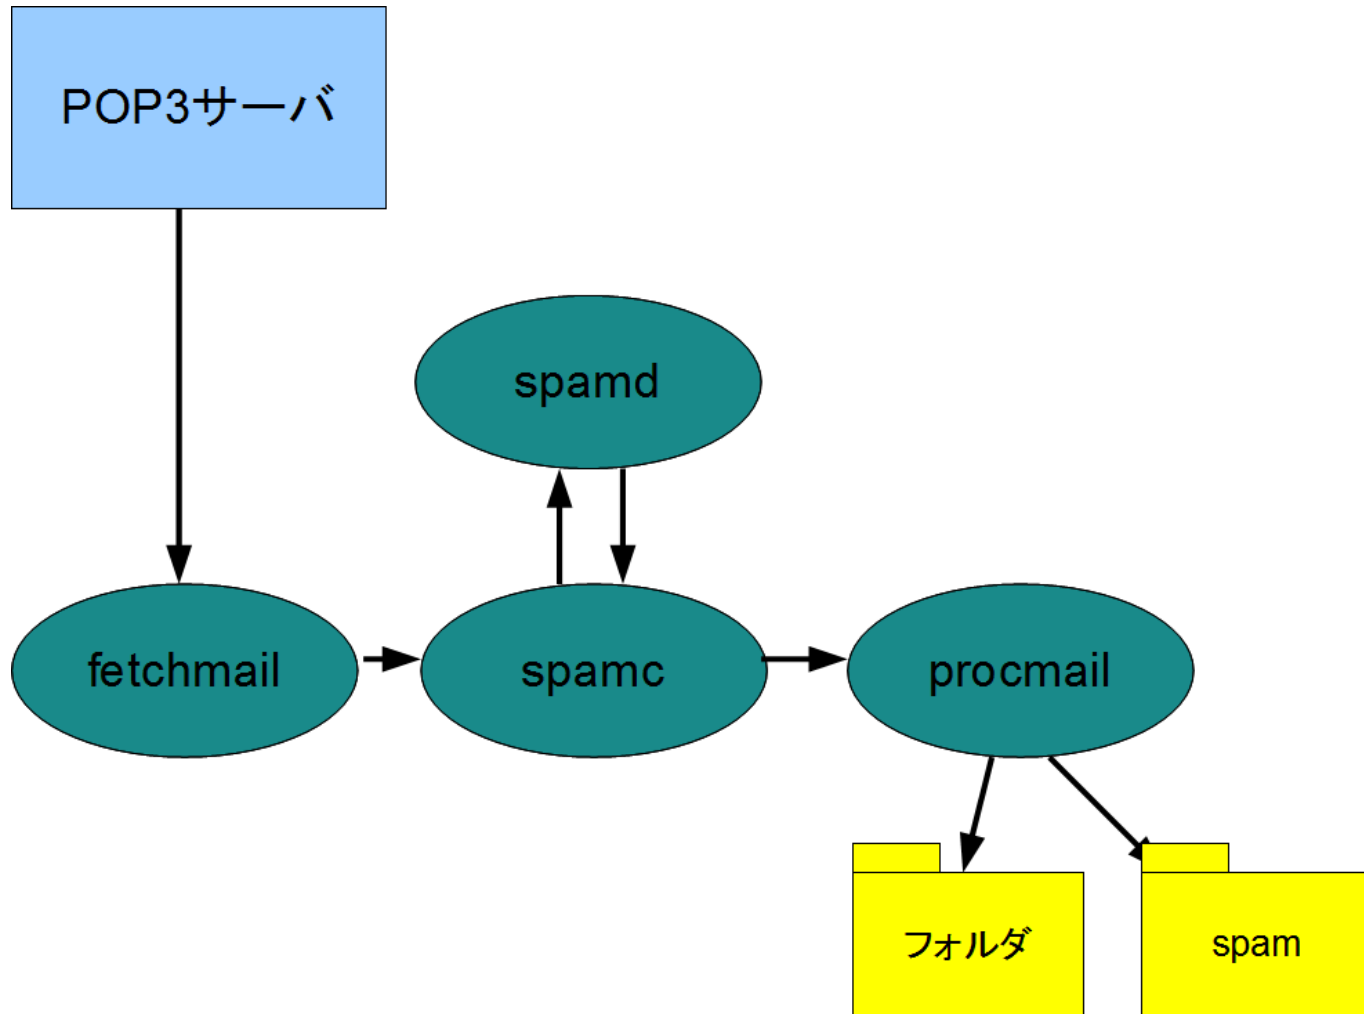 POP3サーバ
spamd
fetchmail
spamc
procmail
フォルダ
spam